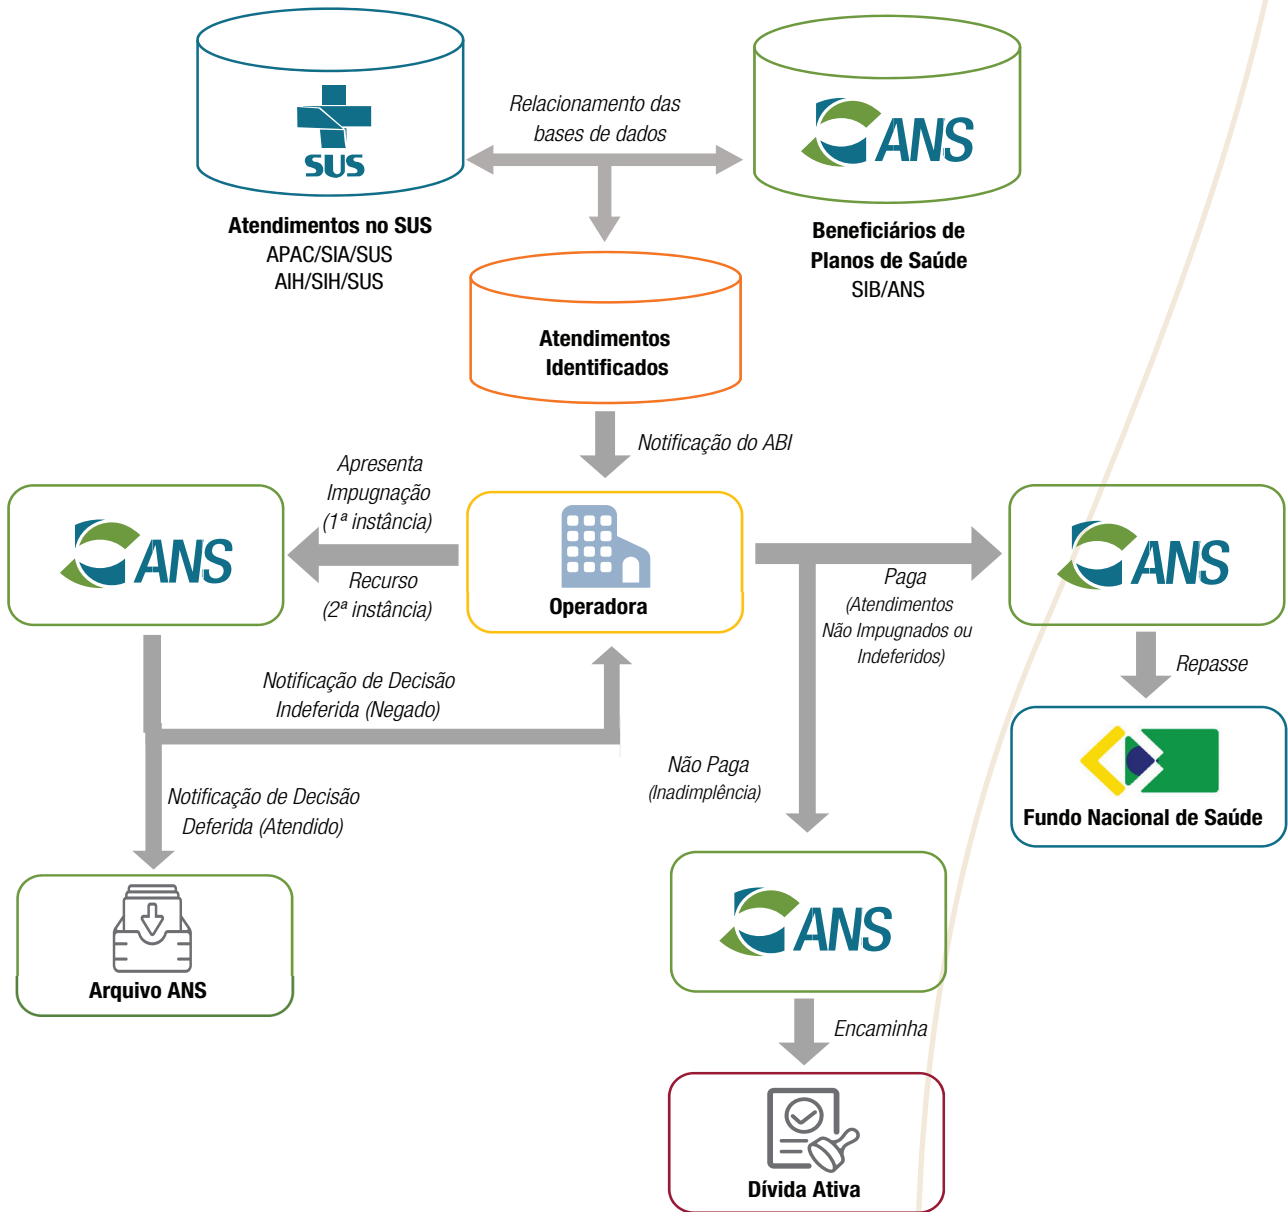 SUS
Relacionamento das
bases de dados
ANS
Atendimentos no SUS
APAC/SIA/SUS
AIH/SIH/SUS
Beneficiários de
Planos de Saúde
SIB/ANS
Atendimentos
Identificados
Notificação do ABI
Apresenta
Impugnação
(1ª instância)
ANS
Recurso
(2ª instância)
Operadora
Paga
(Atendimentos
Não Impugnados ou
Indeferidos)
ANS
Repasse
Notificação de Decisão
Indeferida (Negado)
Não Paga
(Inadimplência)
Fundo Nacional de Saúde
Notificação de Decisão
Deferida (Atendido)
Arquivo ANS
ANS
Encaminha
Dívida Ativa